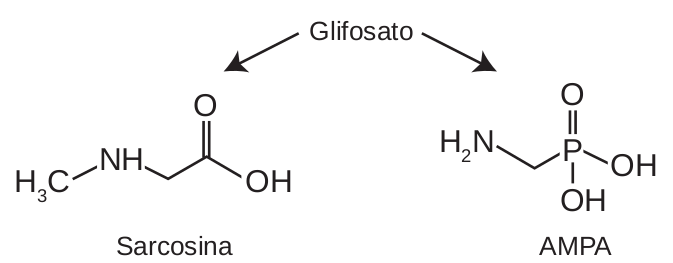 Glifosato
O
NH
H3C
OH
Sarcosina
O
H2N
P
OH
OH
AMPA